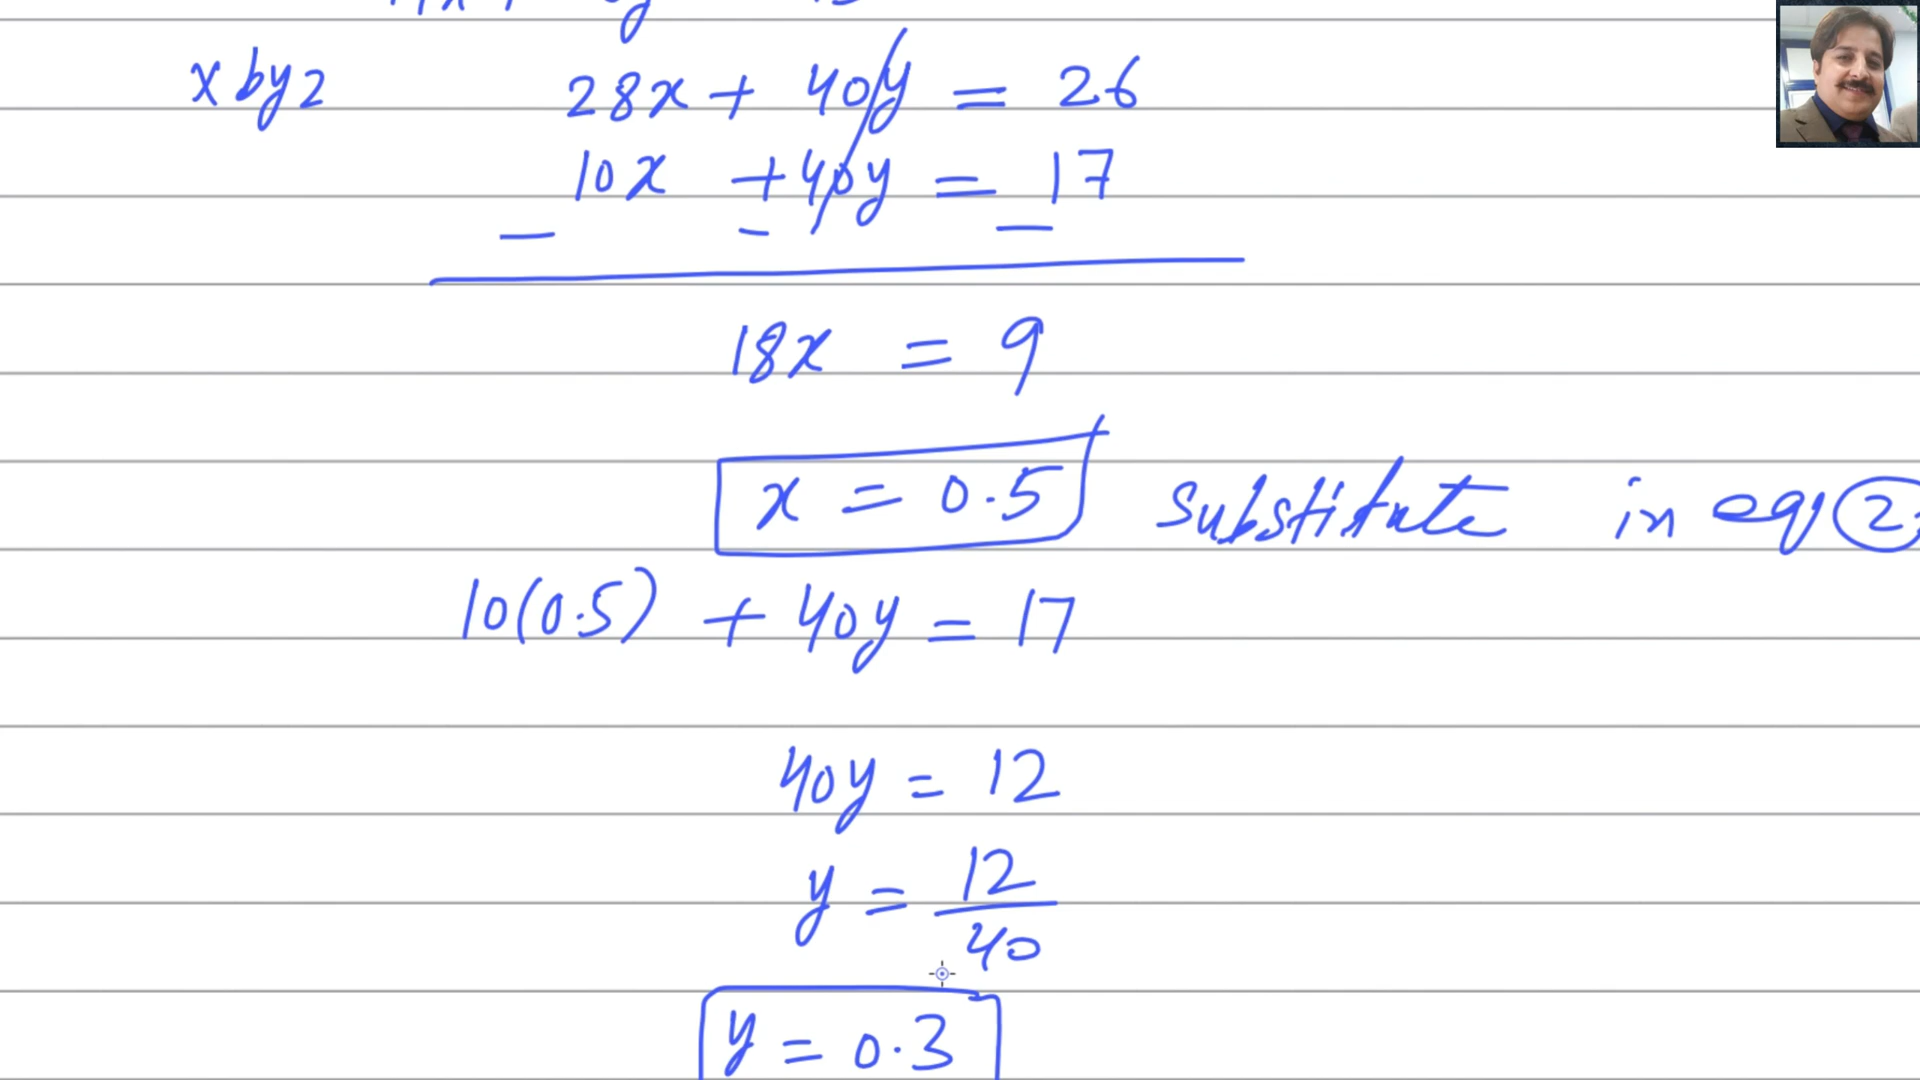 x by 2 28x + 40y = 26
10x + 40y = 17
− − −
18x = 9
x = 0.5 substitute in eq 2
10(0.5) + 40y = 17
40y = 12
y = 12/40
y = 0.3